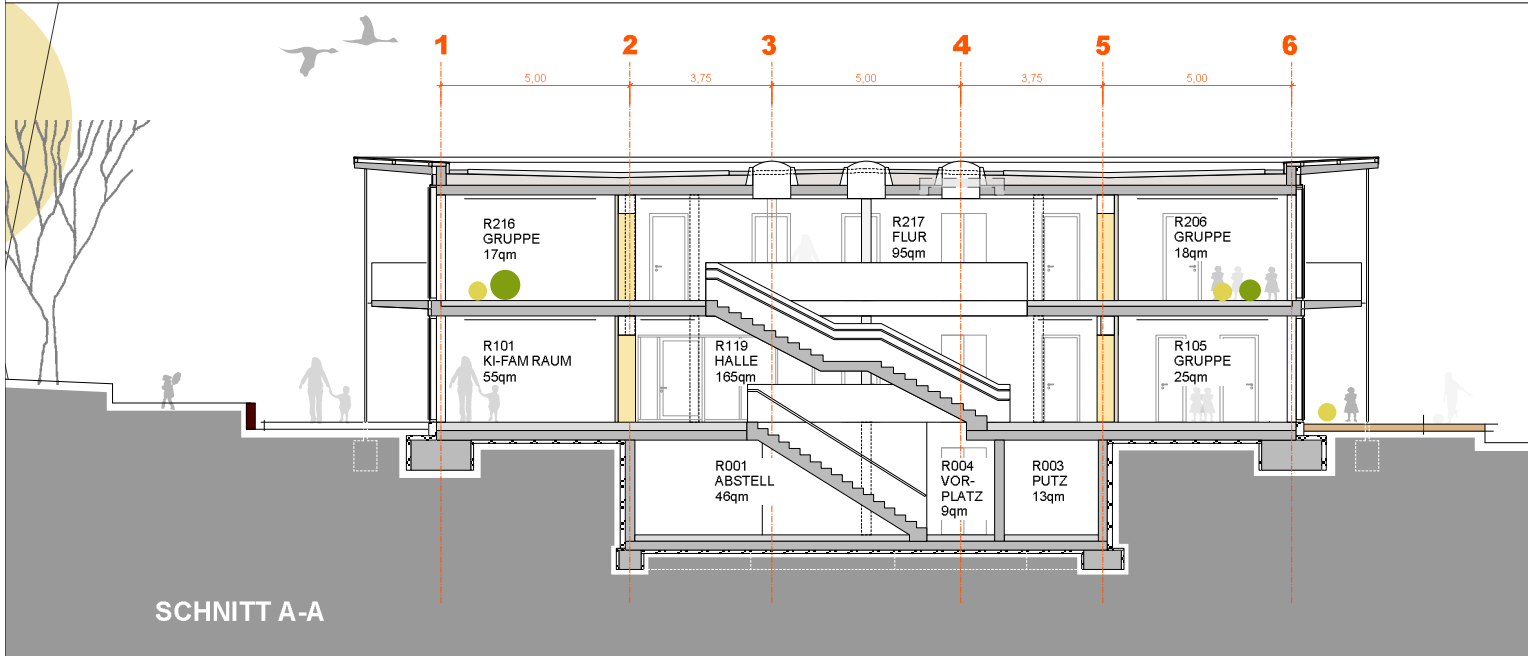 1 2 3 4 5 6
5,00 3,75 5,00 3,75 5,00
R216
GRUPPE
17qm
R217
FLUR
95qm
R206
GRUPPE
18qm
R101
KI-FAM RAUM
55qm
R119
HALLE
165qm
R105
GRUPPE
25qm
R001
ABSTELL
46qm
R004
VOR-
PLATZ
9qm
R003
PUTZ
13qm
SCHNITT A-A